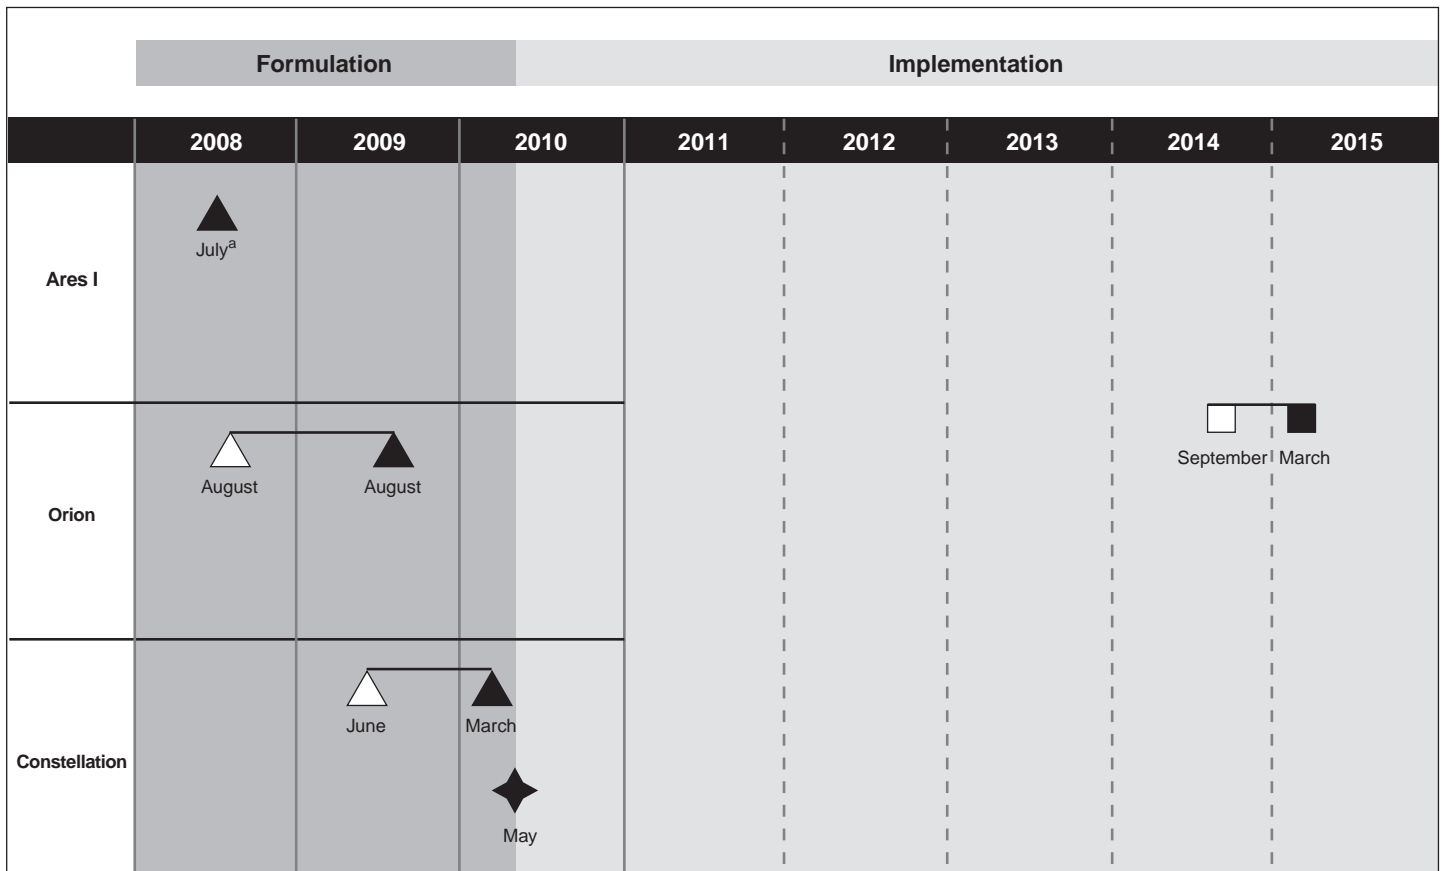 Formulation Implementation
2008 2009 2010 2011 2012 2013 2014 2015
Julyᵃ
Ares I
September March
August August
Orion
June March
Constellation
May